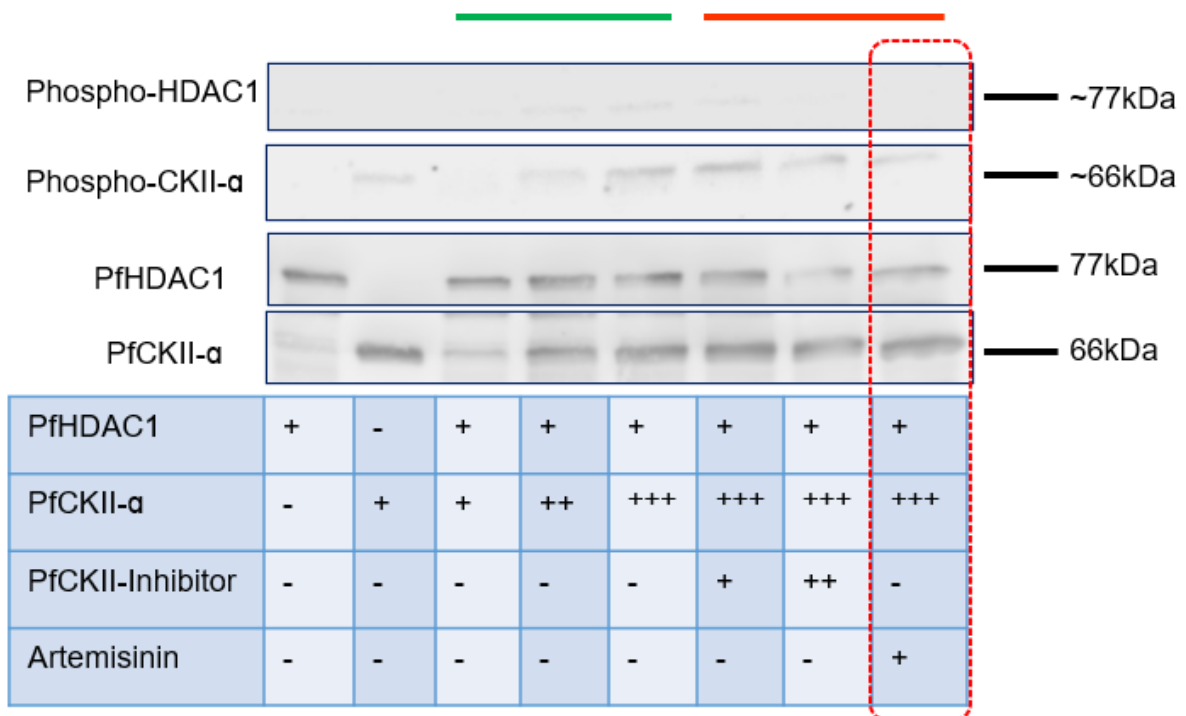 Phospho-HDAC1 ~77kDa
Phospho-CKII-α ~66kDa
PfHDAC1 77kDa
PfCKII-α 66kDa
PfHDAC1 + - + + + + + +
PfCKII-α - + + ++ +++ +++ +++ +++
PfCKII-Inhibitor - - - - - + ++ -
Artemisinin - - - - - - - +